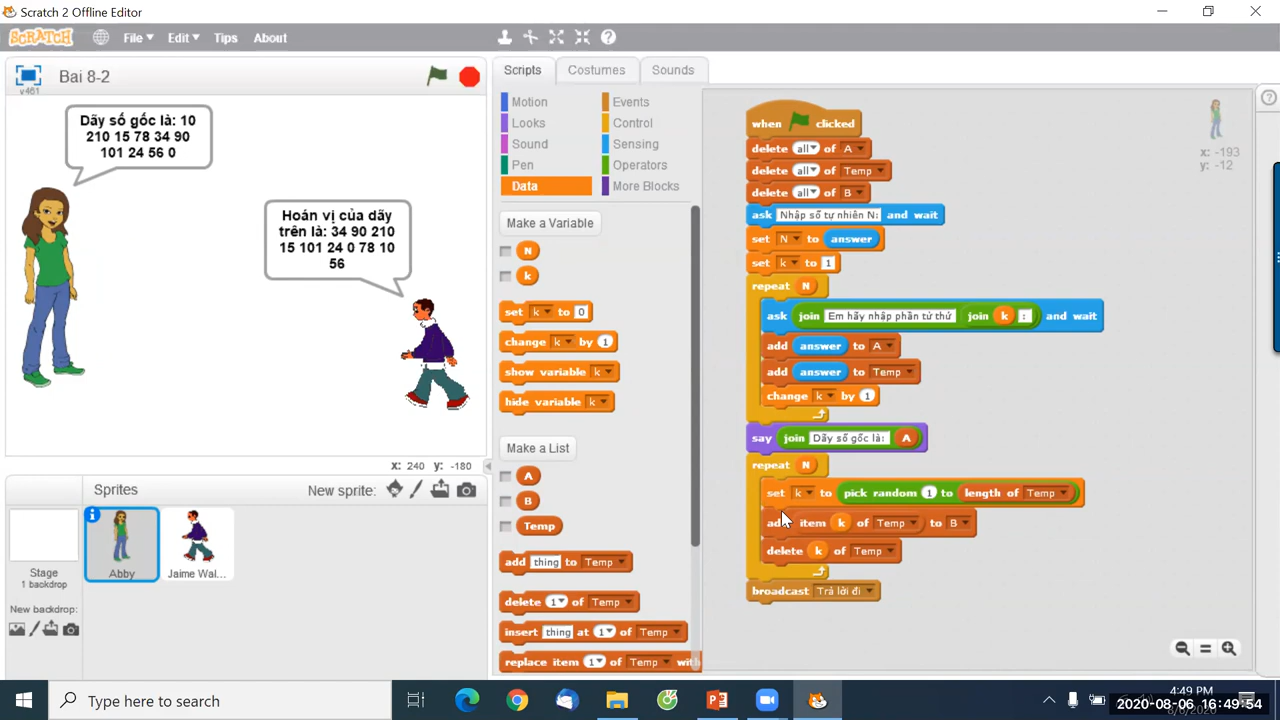 Scratch 2 Offline Editor
SCRATCH File Edit Tips About
v461 Bai 8-2
Dãy số gốc là: 10
210 15 78 34 90
101 24 56 0
Hoán vị của dãy
trên là: 34 90 210
15 101 24 0 78 10
56
x: 240 y: -180
Sprites New sprite:
Stage
1 backdrop
Abby
Jaime Wal...
New backdrop:
Scripts Costumes Sounds
Motion Events
Looks Control
Sound Sensing
Pen Operators
Data More Blocks
Make a Variable
N
k
set k to 0
change k by 1
show variable k
hide variable k
Make a List
A
B
Temp
add thing to Temp
delete 1 of Temp
insert thing at 1 of Temp
replace item 1 of Temp with
when clicked
delete all of A
delete all of Temp
delete all of B
ask Nhập số tự nhiên N: and wait
set N to answer
set k to 1
repeat N
ask join Em hãy nhập phần tử thứ join k : and wait
add answer to A
add answer to Temp
change k by 1
say join Dãy số gốc là: A
repeat N
set k to pick random 1 to length of Temp
add item k of Temp to B
delete k of Temp
broadcast Trả lời đi
x: -193
y: -12
Type here to search
4:49 PM
2020-08-06 16:49:54